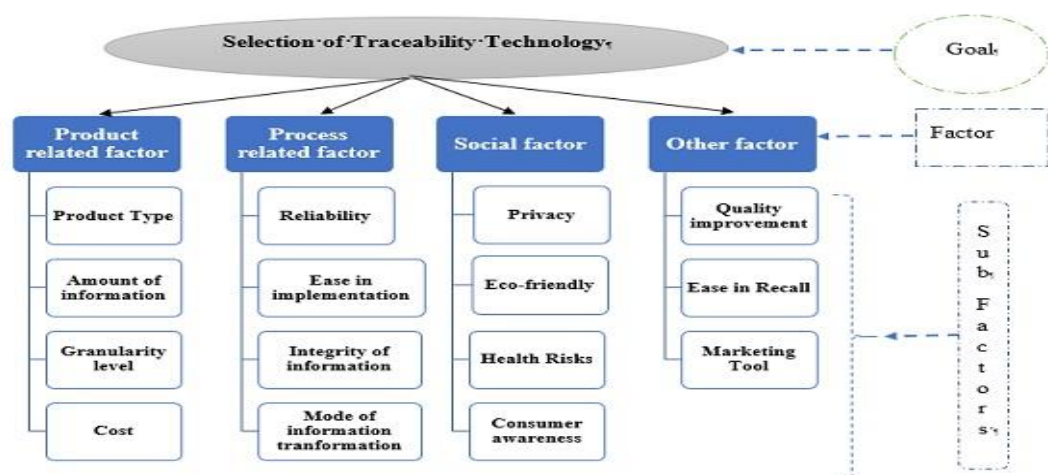 Selection·of·Traceability·Technology
Goal
Product
related factor
Process
related factor
Social factor
Other factor
Factor
Product Type
Amount of
information
Granularity
level
Cost
Reliability
Ease in
implementation
Integrity of
information
Mode of
information
tranformation
Privacy
Eco-friendly
Health Risks
Consumer
awareness
Quality
improvement
Ease in Recall
Marketing
Tool
Sub Factors